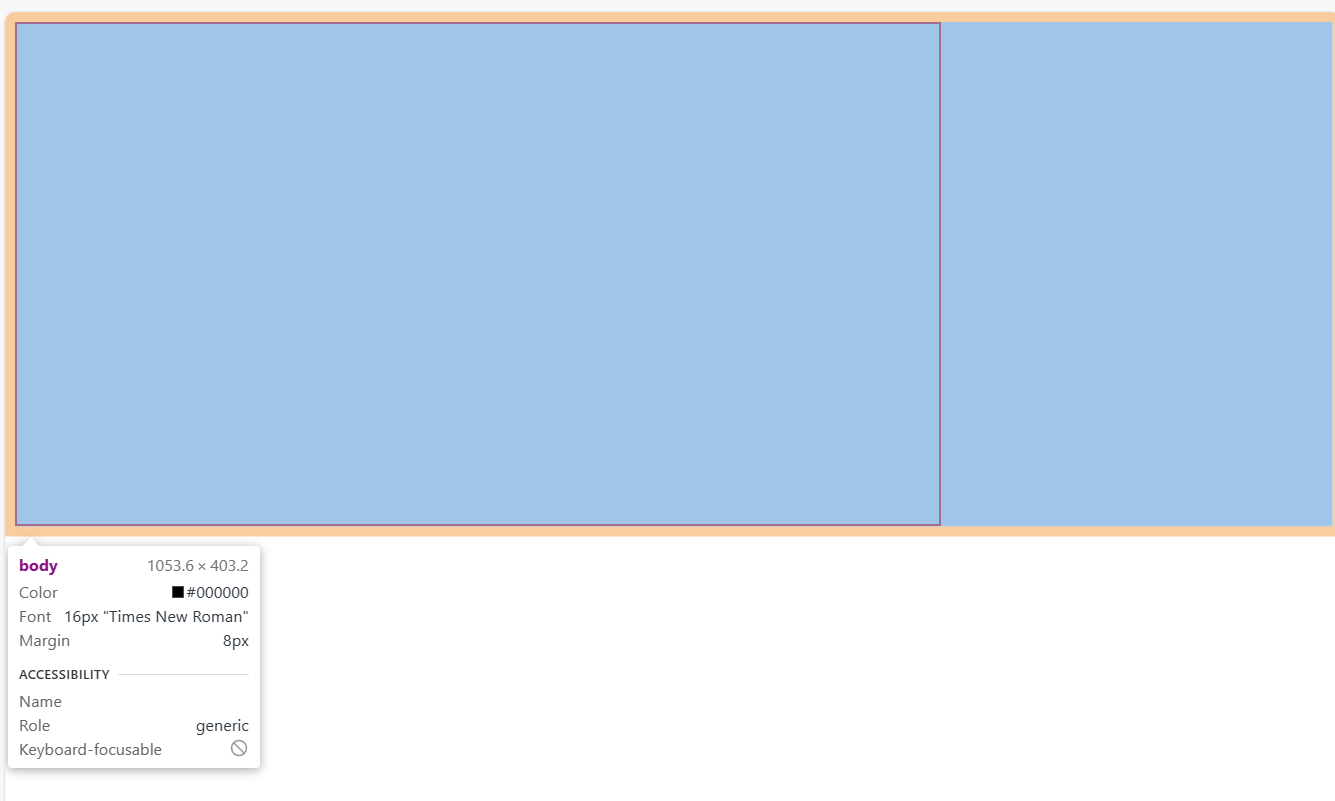 body 1053.6 × 403.2
Color #000000
Font 16px "Times New Roman"
Margin 8px
ACCESSIBILITY
Name
Role generic
Keyboard-focusable